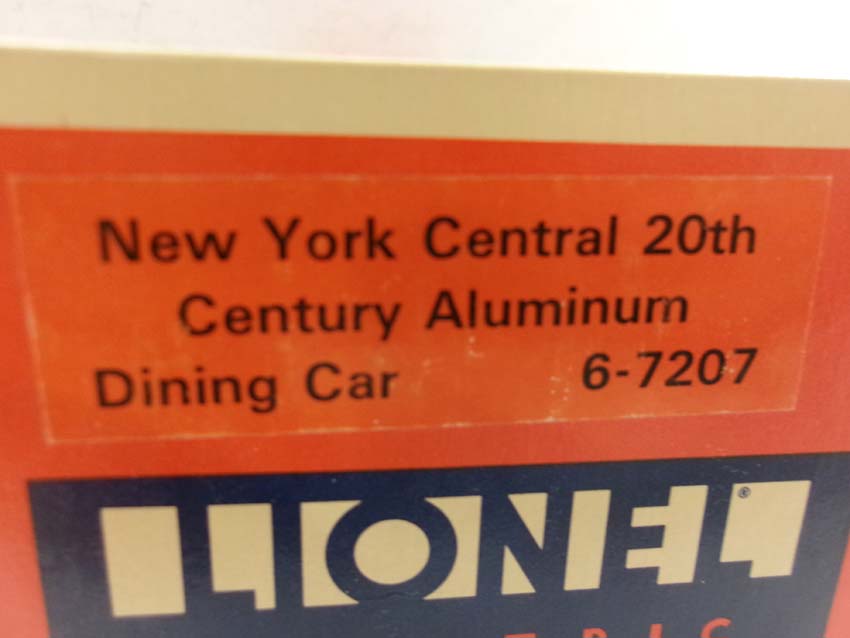 New York Central 20th
Century Aluminum
Dining Car 6-7207
LIONEL®